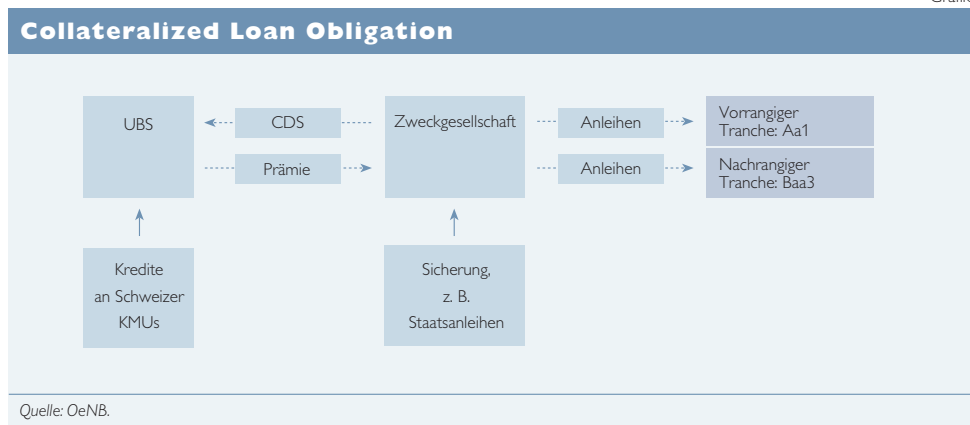 Collateralized Loan Obligation
UBS
CDS
Prämie
Zweckgesellschaft
Anleihen
Anleihen
Vorrangiger
Tranche: Aa1
Nachrangiger
Tranche: Baa3
Kredite
an Schweizer
KMUs
Sicherung,
z. B.
Staatsanleihen
Quelle: OeNB.